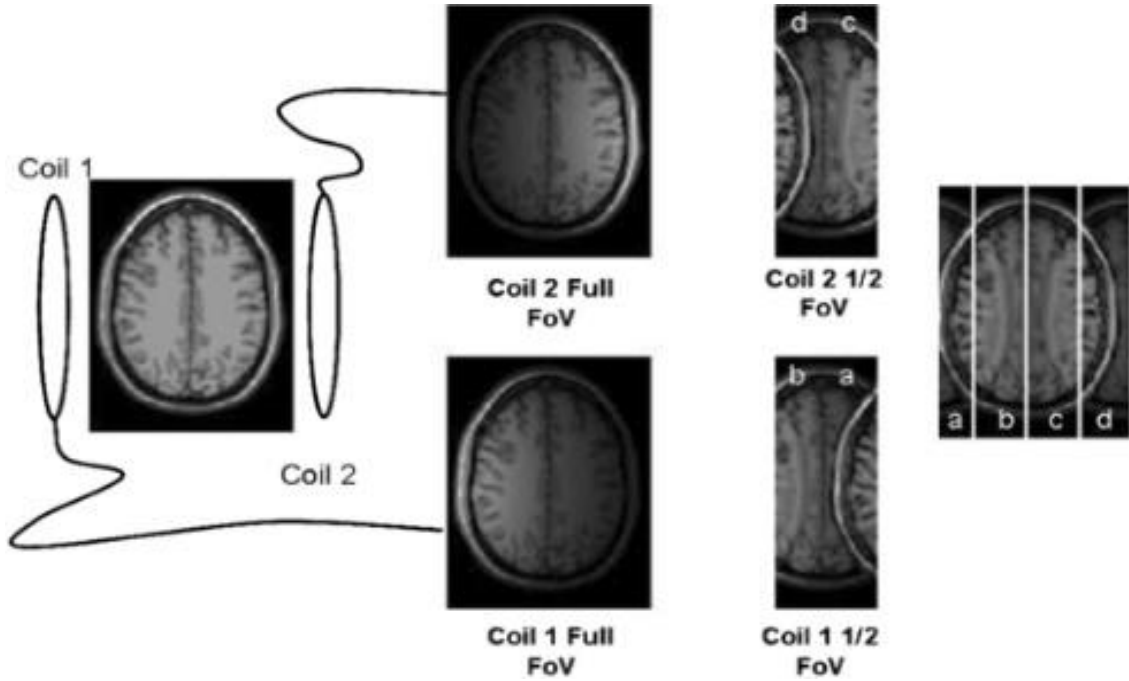 d c
Coil 1
Coil 2 Full
FoV
Coil 2 1/2
FoV
b a
a b c d
Coil 2
Coil 1 Full
FoV
Coil 1 1/2
FoV